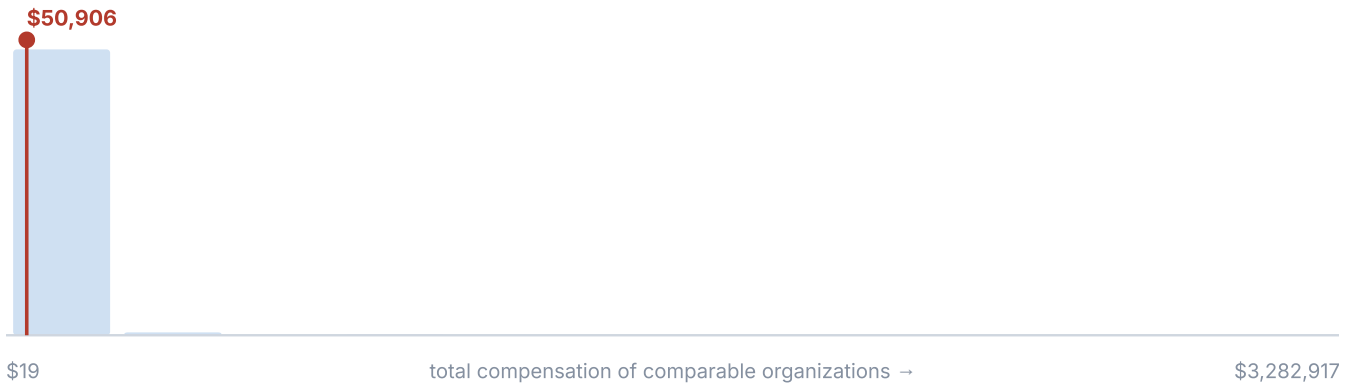 $50,906
$19
total compensation of comparable organizations →
$3,282,917